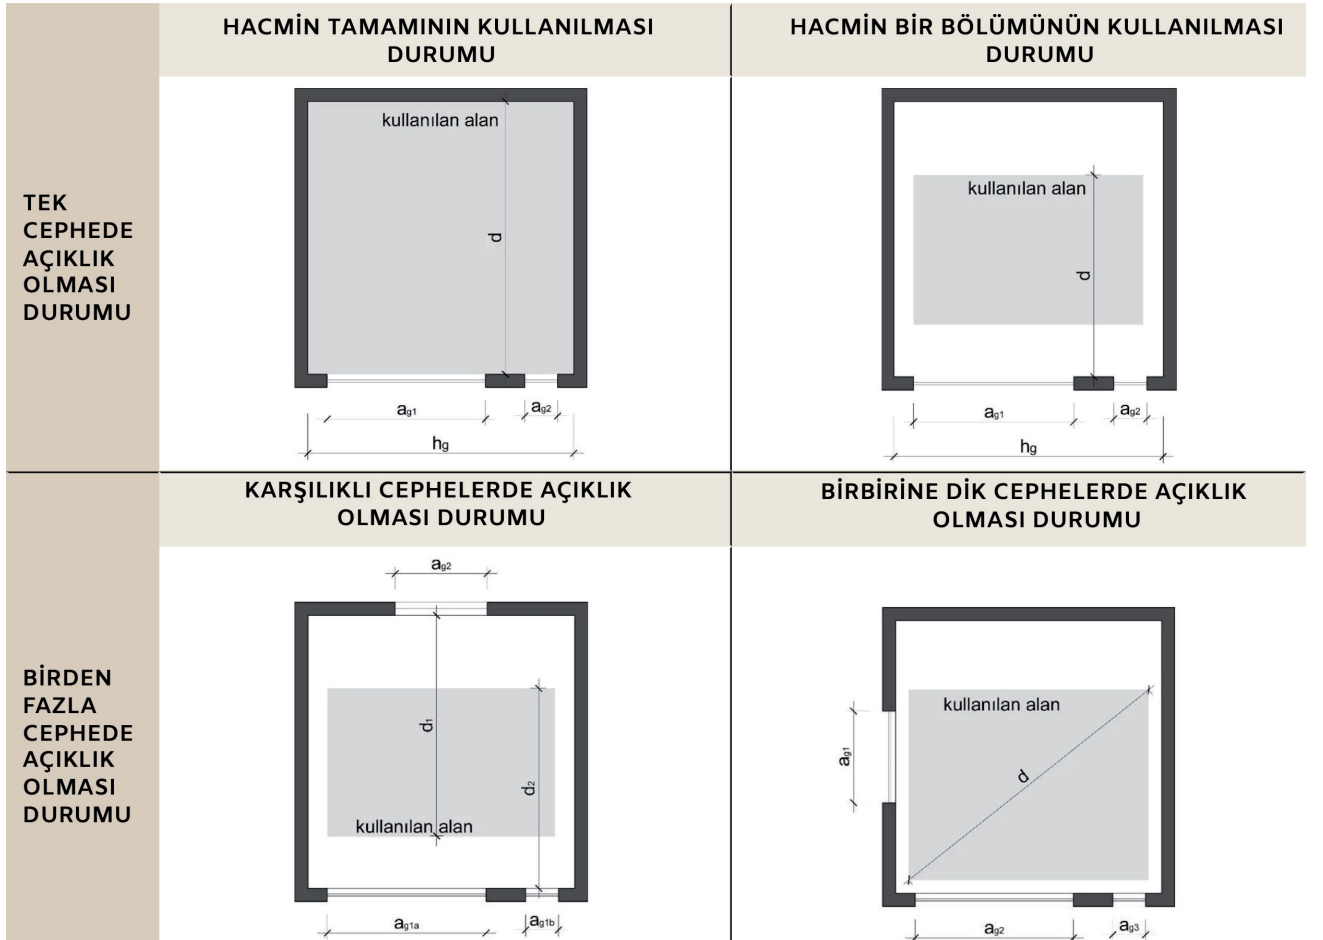 HACMİN TAMAMININ KULLANILMASI
DURUMU
HACMİN BİR BÖLÜMÜNÜN KULLANILMASI
DURUMU
TEK
CEPHEDE
AÇIKLIK
OLMASI
DURUMU
kullanılan alan
d
ag1
ag2
hg
kullanılan alan
d
ag1
ag2
hg
KARŞILIKLI CEPHELERDE AÇIKLIK
OLMASI DURUMU
BİRBİRİNE DİK CEPHELERDE AÇIKLIK
OLMASI DURUMU
BİRDEN
FAZLA
CEPHEDE
AÇIKLIK
OLMASI
DURUMU
ag2
d1
d2
kullanılan alan
ag1a
ag1b
kullanılan alan
ag1
d
ag2
ag3